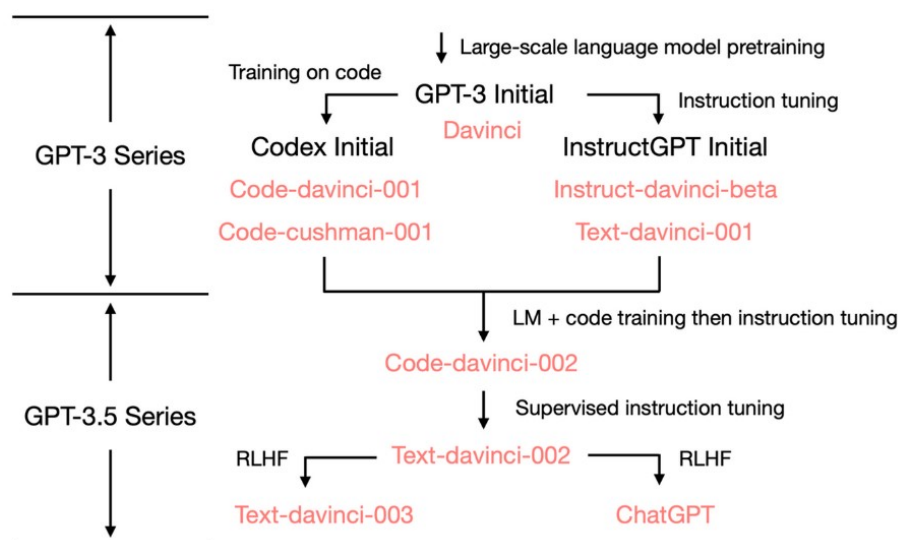 Large-scale language model pretraining
Training on code
GPT-3 Initial
Instruction tuning
Davinci
GPT-3 Series
Codex Initial
InstructGPT Initial
Code-davinci-001
Instruct-davinci-beta
Code-cushman-001
Text-davinci-001
LM + code training then instruction tuning
Code-davinci-002
GPT-3.5 Series
Supervised instruction tuning
RLHF
Text-davinci-002
RLHF
Text-davinci-003
ChatGPT